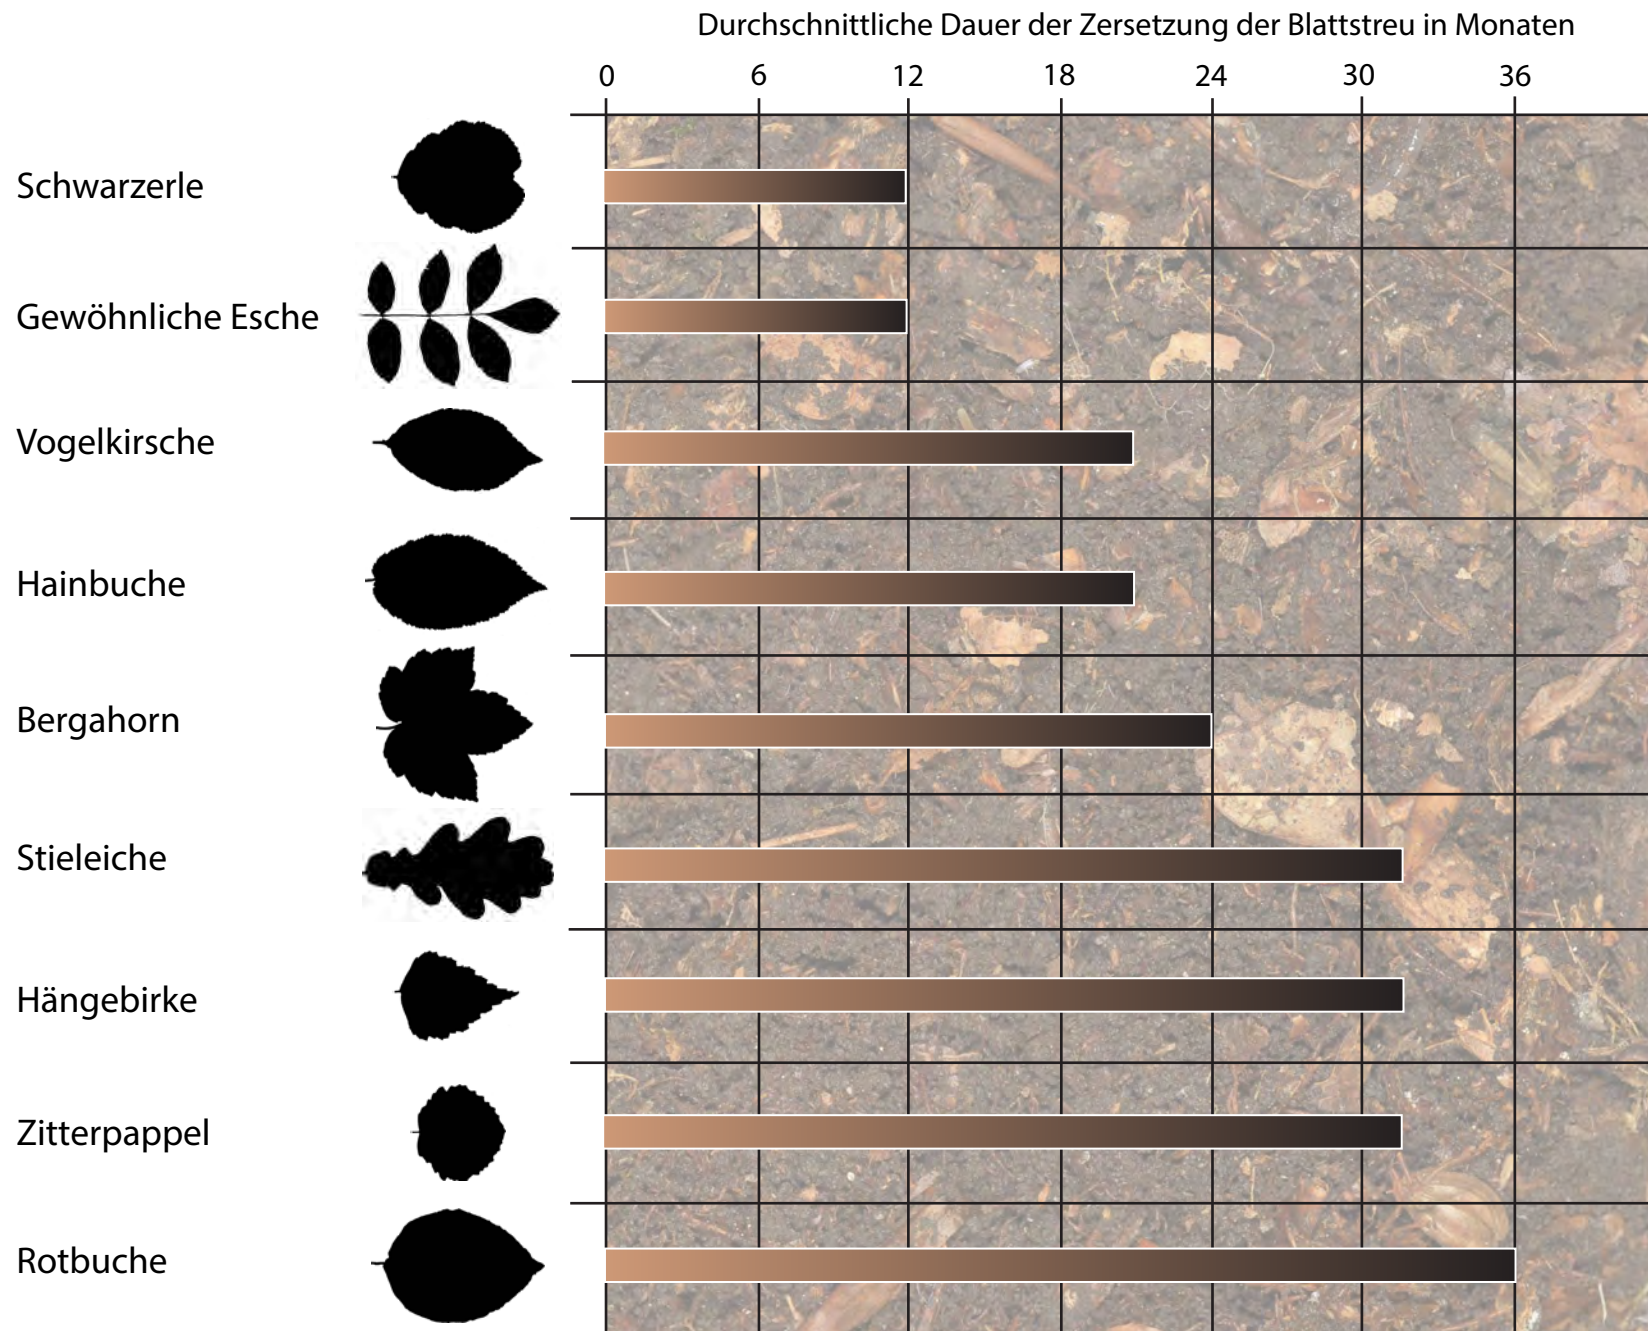 Durchschnittliche Dauer der Zersetzung der Blattstreu in Monaten
0 6 12 18 24 30 36
Schwarzerle
Gewöhnliche Esche
Vogelkirsche
Hainbuche
Bergahorn
Stieleiche
Hängebirke
Zitterpappel
Rotbuche